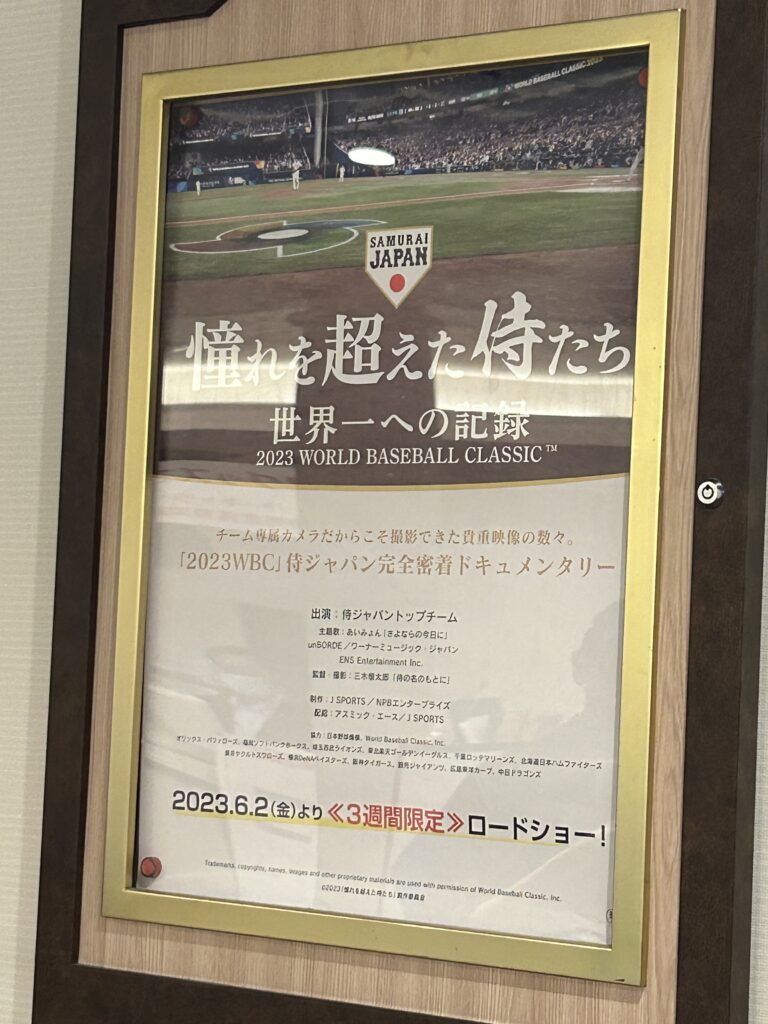 WORLD BASEBALL CLASSIC 2023
SAMURAI
JAPAN
憧れを超えた侍たち
世界一への記録
2023 WORLD BASEBALL CLASSIC™
チーム専属カメラだからこそ撮影できた貴重映像の数々。
「2023WBC」侍ジャパン完全密着ドキュメンタリー
出演：侍ジャパントップチーム
主題歌：あいみょん「さよならの今日に」
unBORDE／ワーナーミュージック・ジャパン
ENS Entertainment Inc.
監督・撮影：三木慎太郎「侍の名のもとに」
制作：J SPORTS／NPBエンタープライズ
配給：アスミック・エース／J SPORTS
協力：日本野球機構、World Baseball Classic, Inc.
オリックス・バファローズ、福岡ソフトバンクホークス、埼玉西武ライオンズ、東北楽天ゴールデンイーグルス、千葉ロッテマリーンズ、北海道日本ハムファイターズ
東京ヤクルトスワローズ、横浜DeNAベイスターズ、阪神タイガース、読売ジャイアンツ、広島東洋カープ、中日ドラゴンズ
2023.6.2(金)より≪3週間限定≫ロードショー！
Trademarks, copyrights, names, images and other proprietary materials are used with permission of World Baseball Classic, Inc.
©2023「憧れを超えた侍たち」製作委員会